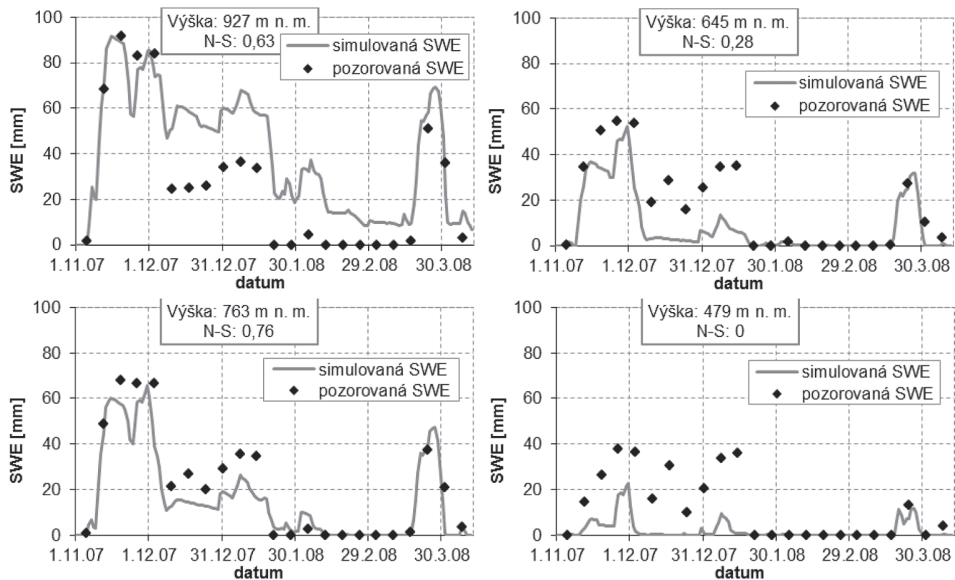 Výška: 927 m n. m.
N-S: 0,63
simulovaná SWE
pozorovaná SWE
SWE [mm]
100
80
60
40
20
0
1.11.07 1.12.07 31.12.07 30.1.08 29.2.08 30.3.08
datum
Výška: 645 m n. m.
N-S: 0,28
simulovaná SWE
pozorovaná SWE
SWE [mm]
100
80
60
40
20
0
1.11.07 1.12.07 31.12.07 30.1.08 29.2.08 30.3.08
datum
Výška: 763 m n. m.
N-S: 0,76
simulovaná SWE
pozorovaná SWE
SWE [mm]
100
80
60
40
20
0
1.11.07 1.12.07 31.12.07 30.1.08 29.2.08 30.3.08
datum
Výška: 479 m n. m.
N-S: 0
simulovaná SWE
pozorovaná SWE
SWE [mm]
100
80
60
40
20
0
1.11.07 1.12.07 31.12.07 30.1.08 29.2.08 30.3.08
datum